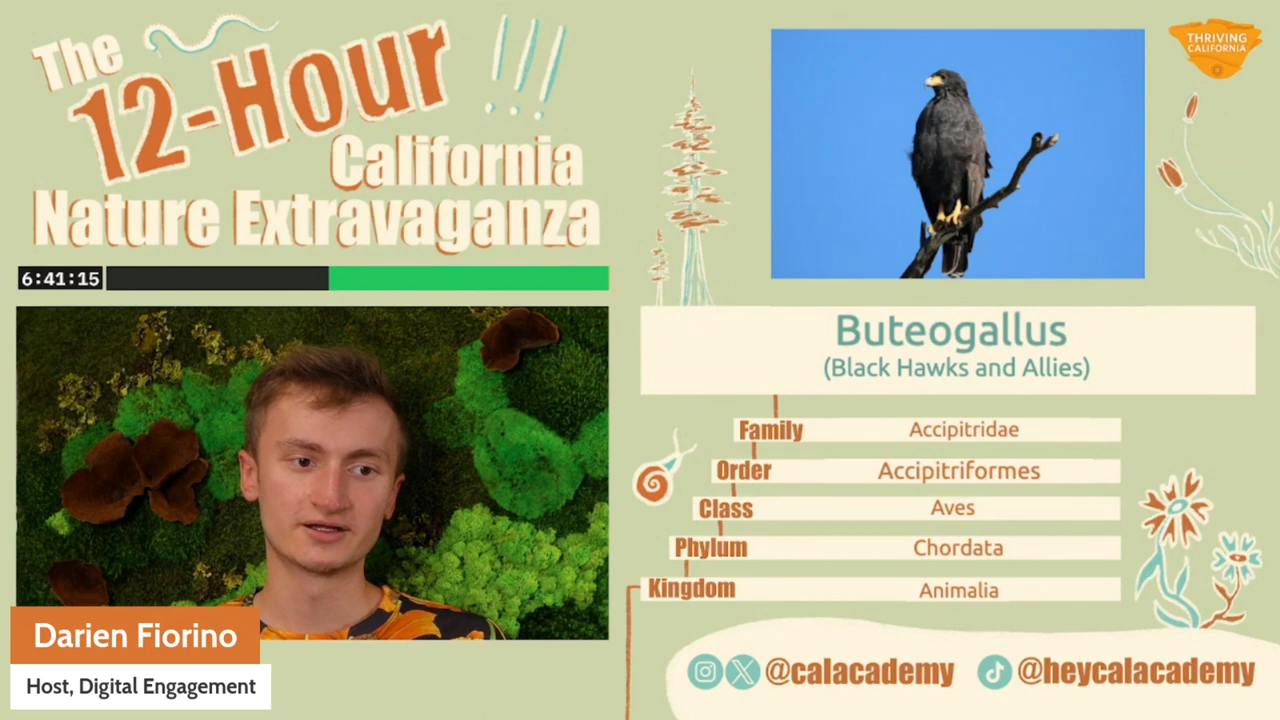 The
12-Hour !!!
California
Nature Extravaganza
6:41:15
Darien Fiorino
Host, Digital Engagement
THRIVING
CALIFORNIA
Buteogallus
(Black Hawks and Allies)
Family Accipitridae
Order Accipitriformes
Class Aves
Phylum Chordata
Kingdom Animalia
@calacademy @heycalacademy